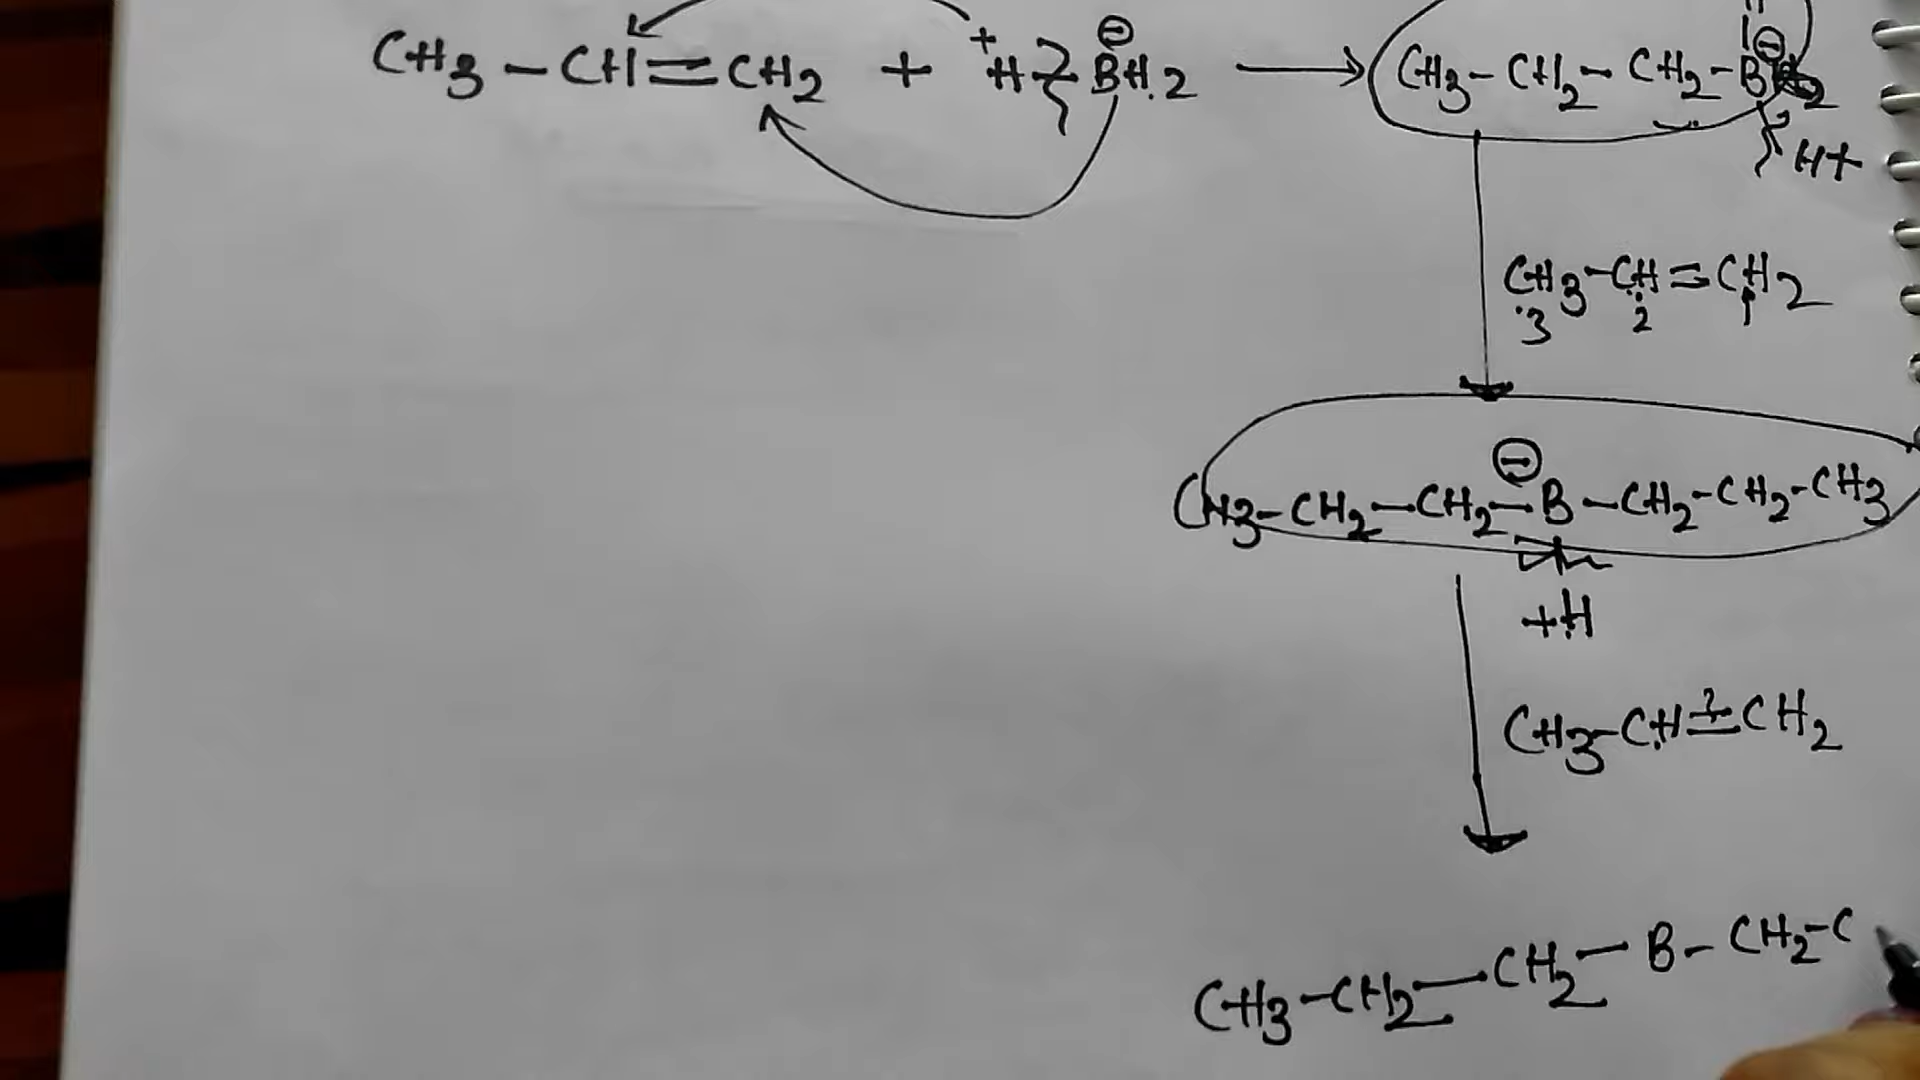 CH3 - CH = CH2 + +H BH2 → CH3 - CH2 - CH2 - B
H+
CH3 - CH = CH2
3 2 1
CH3 - CH2 - CH2 - B - CH2 - CH2 - CH3
+H
CH3 - CH = CH2
CH3 - CH2 - CH2 - B - CH2 - C